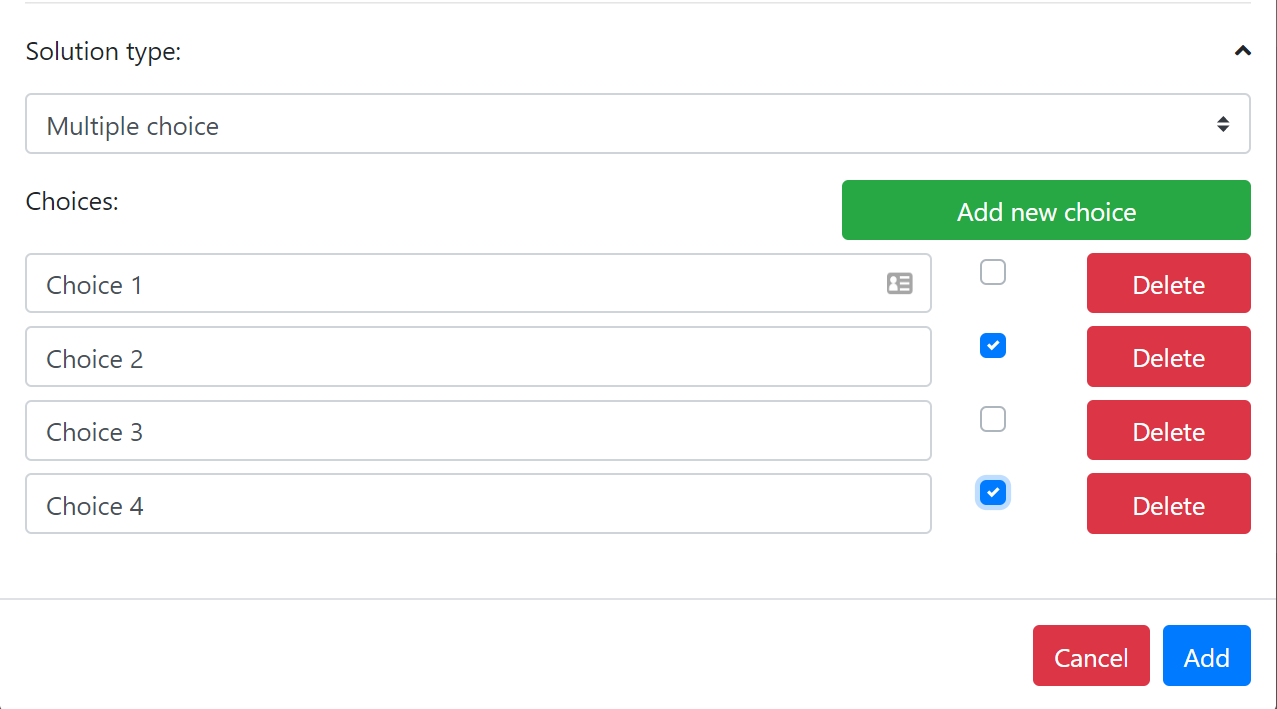 Solution type:
Multiple choice
Choices:
Add new choice
Choice 1
Delete
Choice 2
Delete
Choice 3
Delete
Choice 4
Delete
Cancel
Add